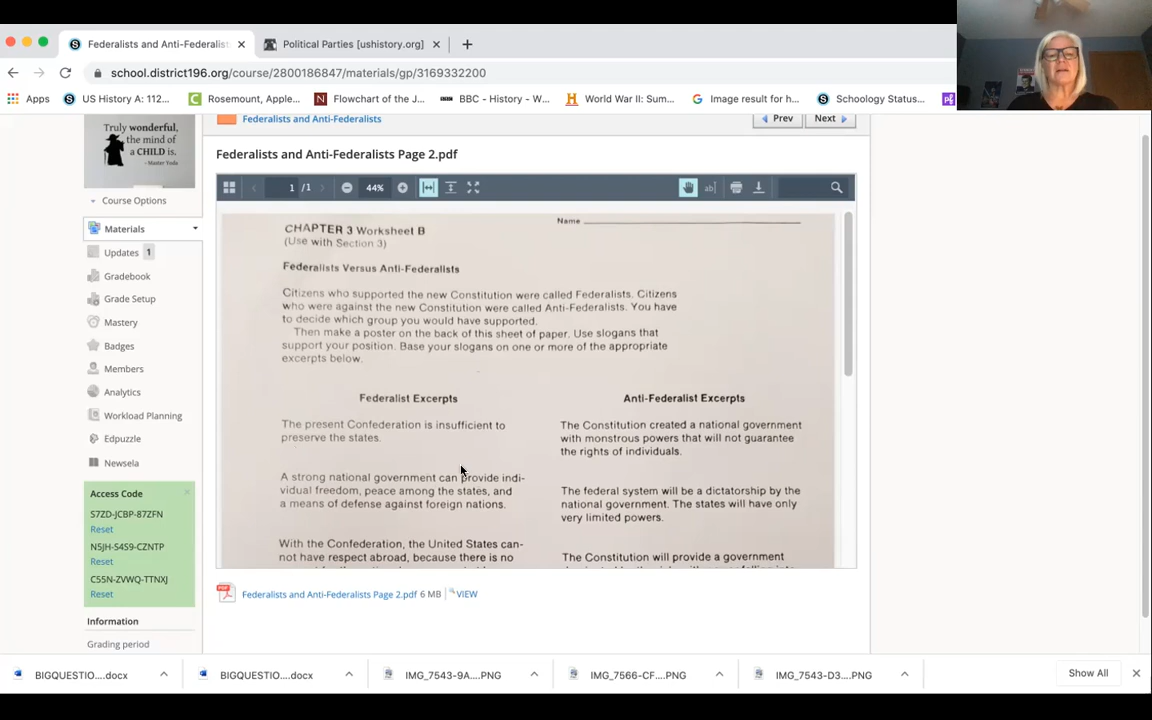 Federalists and Anti-Federalist
Political Parties [ushistory.org]
school.district196.org/course/2800186847/materials/gp/3169332200
Apps
US History A: 112...
Rosemount, Apple...
Flowchart of the J...
BBC - History - W...
World War II: Sum...
Image result for h...
Schoology Status...
Truly wonderful,
the mind of
a CHILD is.
- Master Yoda
Course Options
Materials
Updates 1
Gradebook
Grade Setup
Mastery
Badges
Members
Analytics
Workload Planning
Edpuzzle
Newsela
Access Code
S7ZD-JCBP-87ZFN
Reset
N5JH-S4S9-CZNTP
Reset
C55N-ZVWQ-TTNXJ
Reset
Information
Grading period
Federalists and Anti-Federalists
Prev
Next
Federalists and Anti-Federalists Page 2.pdf
1 /1
44%
Name
CHAPTER 3 Worksheet B
(Use with Section 3)
Federalists Versus Anti-Federalists
Citizens who supported the new Constitution were called Federalists. Citizens
who were against the new Constitution were called Anti-Federalists. You have
to decide which group you would have supported.
Then make a poster on the back of this sheet of paper. Use slogans that
support your position. Base your slogans on one or more of the appropriate
excerpts below.
Federalist Excerpts
The present Confederation is insufficient to
preserve the states.
A strong national government can provide indi-
vidual freedom, peace among the states, and
a means of defense against foreign nations.
With the Confederation, the United States can-
not have respect abroad, because there is no
Anti-Federalist Excerpts
The Constitution created a national government
with monstrous powers that will not guarantee
the rights of individuals.
The federal system will be a dictatorship by the
national government. The states will have only
very limited powers.
The Constitution will provide a government
Federalists and Anti-Federalists Page 2.pdf 6 MB VIEW
BIGQUESTIO....docx
BIGQUESTIO....docx
IMG_7543-9A....PNG
IMG_7566-CF....PNG
IMG_7543-D3....PNG
Show All